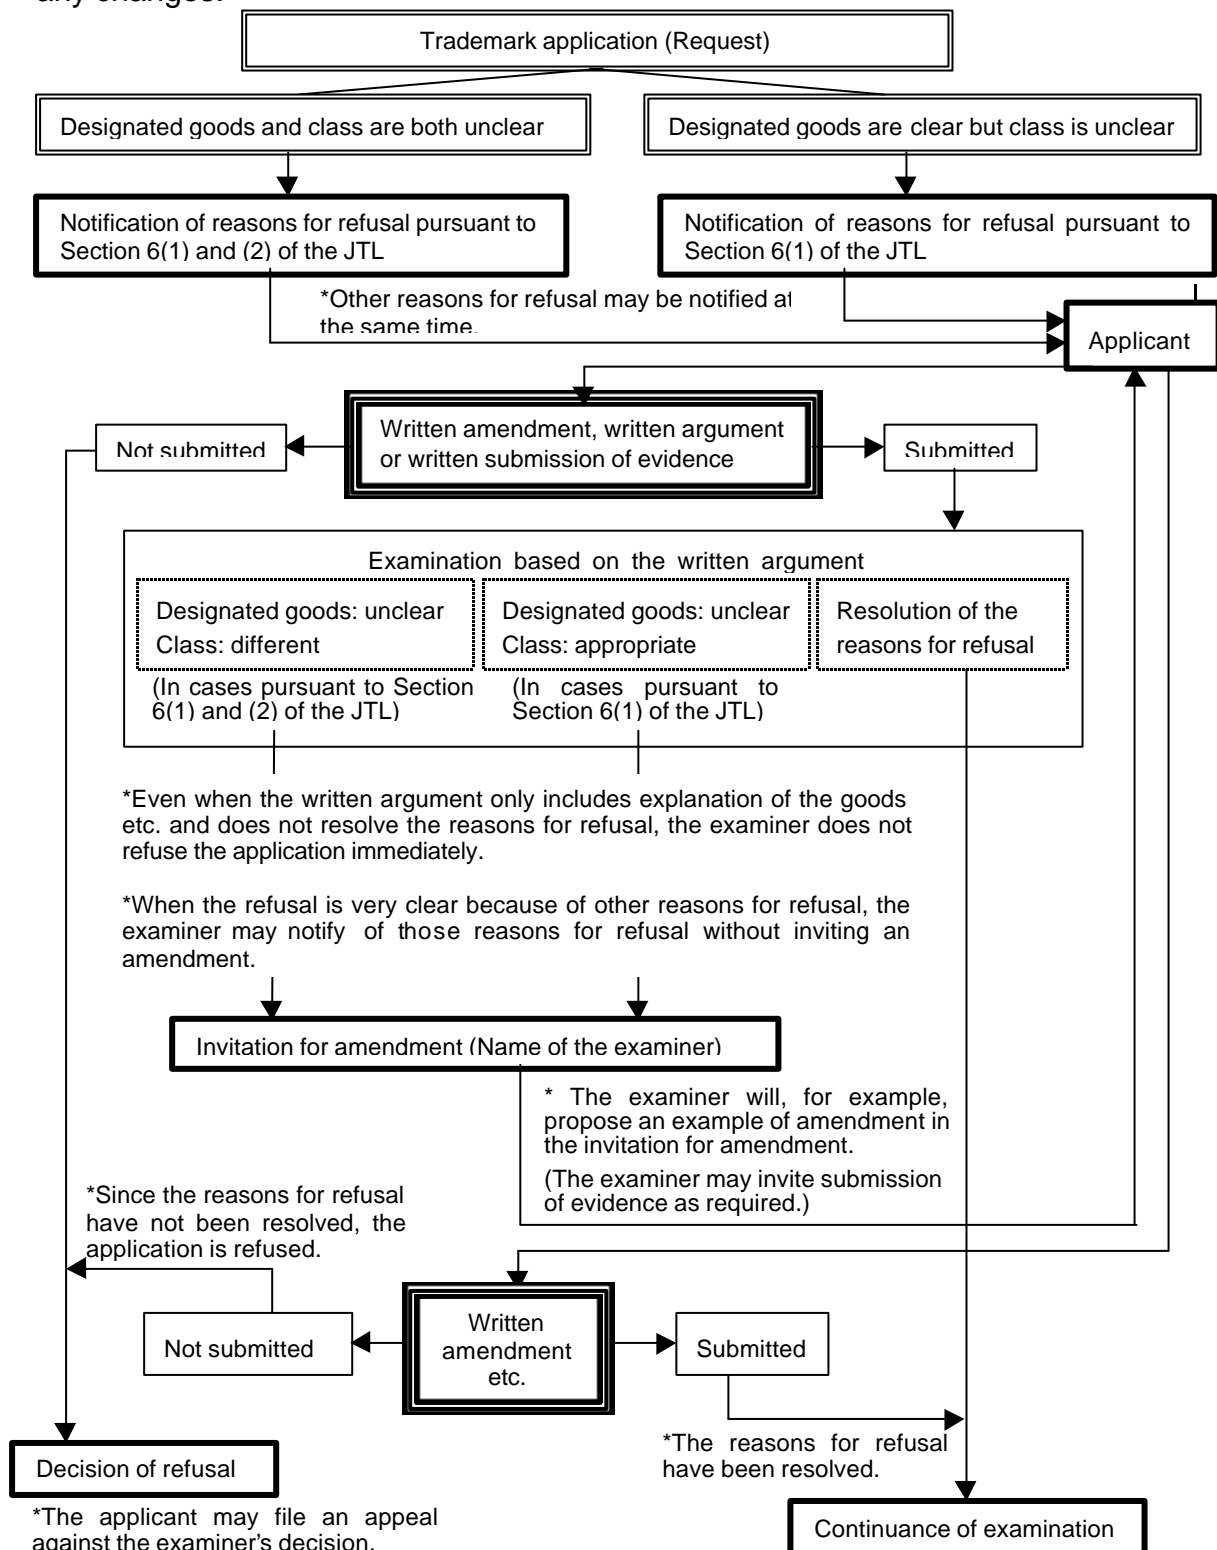 any changes.
Trademark application (Request)
Designated goods and class are both unclear
Designated goods are clear but class is unclear
Notification of reasons for refusal pursuant to
Section 6(1) and (2) of the JTL
Notification of reasons for refusal pursuant to
Section 6(1) of the JTL
*Other reasons for refusal may be notified at
the same time.
Applicant
Written amendment, written argument
or written submission of evidence
Not submitted
Submitted
Examination based on the written argument
Designated goods: unclear
Class: different
Designated goods: unclear
Class: appropriate
Resolution of the
reasons for refusal
(In cases pursuant to Section
6(1) and (2) of the JTL)
(In cases pursuant to
Section 6(1) of the JTL)
*Even when the written argument only includes explanation of the goods
etc. and does not resolve the reasons for refusal, the examiner does not
refuse the application immediately.
*When the refusal is very clear because of other reasons for refusal, the
examiner may notify of those reasons for refusal without inviting an
amendment.
Invitation for amendment (Name of the examiner)
* The examiner will, for example,
propose an example of amendment in
the invitation for amendment.
(The examiner may invite submission
of evidence as required.)
*Since the reasons for refusal
have not been resolved, the
application is refused.
Written
amendment
etc.
Not submitted
Submitted
*The reasons for refusal
have been resolved.
Decision of refusal
*The applicant may file an appeal
against the examiner's decision.
Continuance of examination